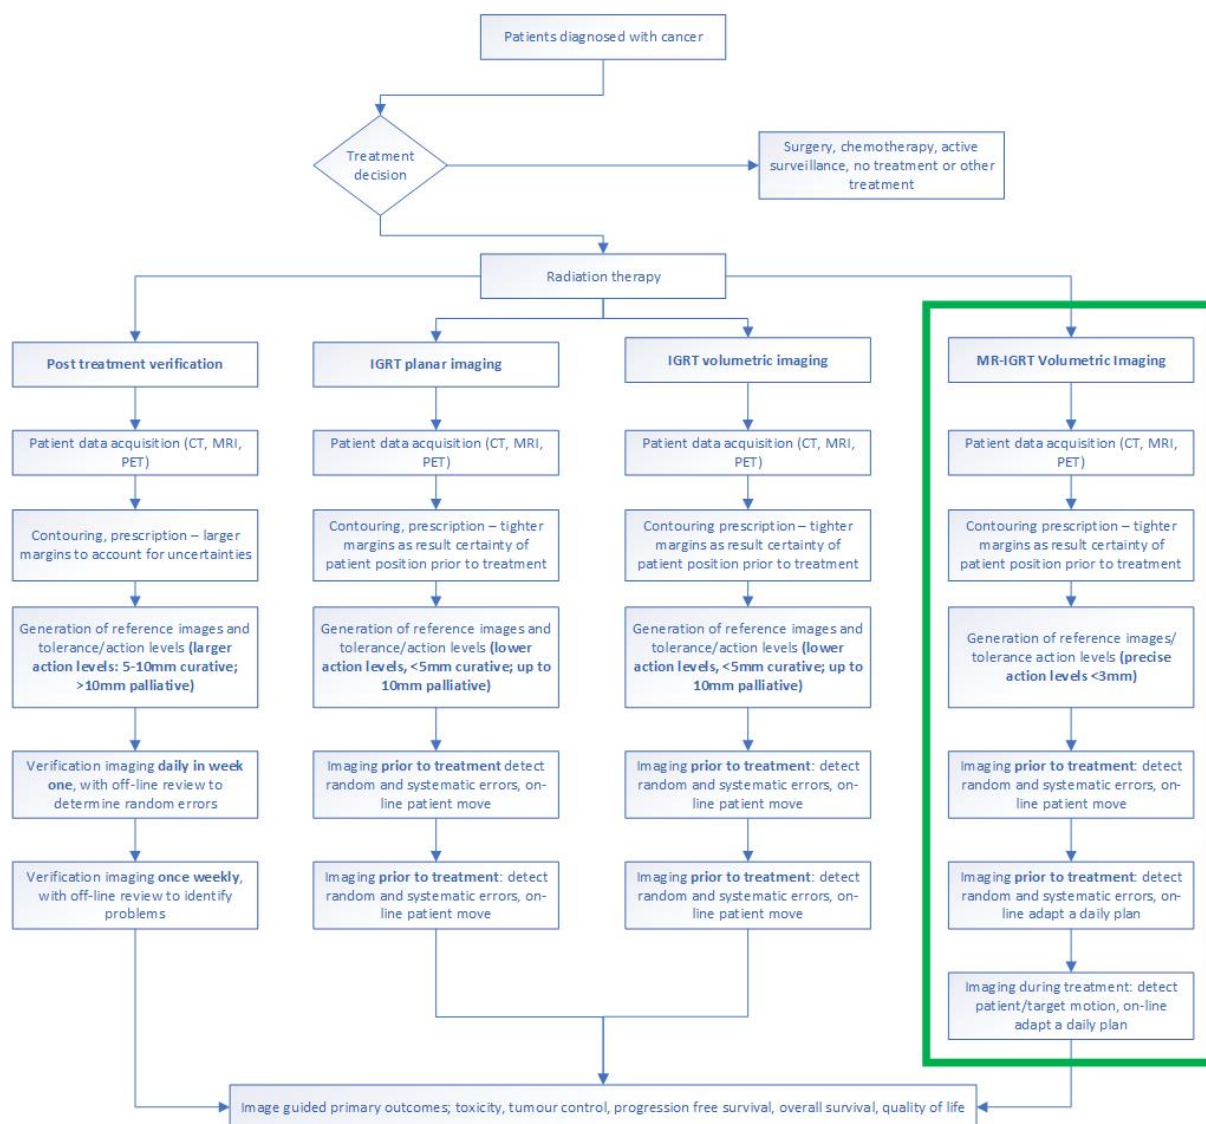 Patients diagnosed with cancer
Treatment
decision
Surgery, chemotherapy, active
surveillance, no treatment or other
treatment
Radiation therapy
Post treatment verification
Patient data acquisition (CT, MRI,
PET)
Contouring, prescription – larger
margins to account for uncertainties
Generation of reference images and
tolerance/action levels (larger
action levels: 5-10mm curative;
>10mm palliative)
Verification imaging daily in week
one, with off-line review to
determine random errors
Verification imaging once weekly,
with off-line review to identify
problems
IGRT planar imaging
Patient data acquisition (CT, MRI,
PET)
Contouring, prescription – tighter
margins as result certainty of
patient position prior to treatment
Generation of reference images and
tolerance/action levels (lower
action levels, <5mm curative; up to
10mm palliative)
Imaging prior to treatment detect
random and systematic errors, on-
line patient move
Imaging prior to treatment: detect
random and systematic errors, on-
line patient move
IGRT volumetric imaging
Patient data acquisition (CT, MRI,
PET)
Contouring prescription – tighter
margins as result certainty of
patient position prior to treatment
Generation of reference images and
tolerance/action levels (lower
action levels, <5mm curative; up to
10mm palliative)
Imaging prior to treatment: detect
random and systematic errors, on-
line patient move
Imaging prior to treatment: detect
random and systematic errors, on-
line patient move
MR-IGRT Volumetric Imaging
Patient data acquisition (CT, MRI,
PET)
Contouring prescription – tighter
margins as result certainty of
patient position prior to treatment
Generation of reference images/
tolerance action levels (precise
action levels <3mm)
Imaging prior to treatment: detect
random and systematic errors, on-
line patient move
Imaging prior to treatment: detect
random and systematic errors, on-
line adapt a daily plan
Imaging during treatment: detect
patient/target motion, on-line
adapt a daily plan
Image guided primary outcomes; toxicity, tumour control, progression free survival, overall survival, quality of life